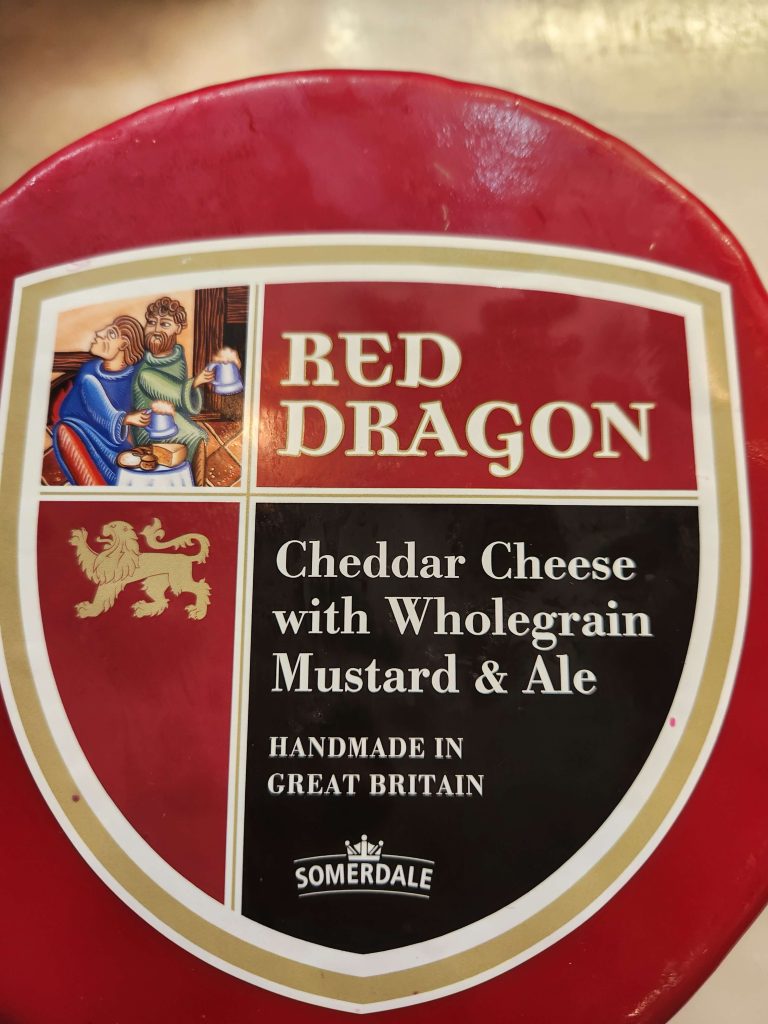 RED
DRAGON
Cheddar Cheese
with Wholegrain
Mustard & Ale
HANDMADE IN
GREAT BRITAIN
SOMERDALE